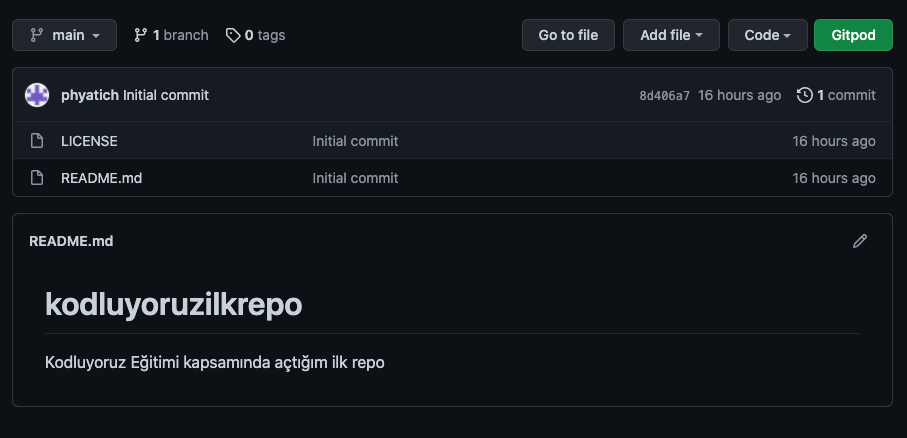 main 1 branch 0 tags Go to file Add file Code Gitpod
phyatich Initial commit 8d406a7 16 hours ago 1 commit
LICENSE Initial commit 16 hours ago
README.md Initial commit 16 hours ago
README.md
kodluyoruzilkrepo
Kodluyoruz Eğitimi kapsamında açtığım ilk repo